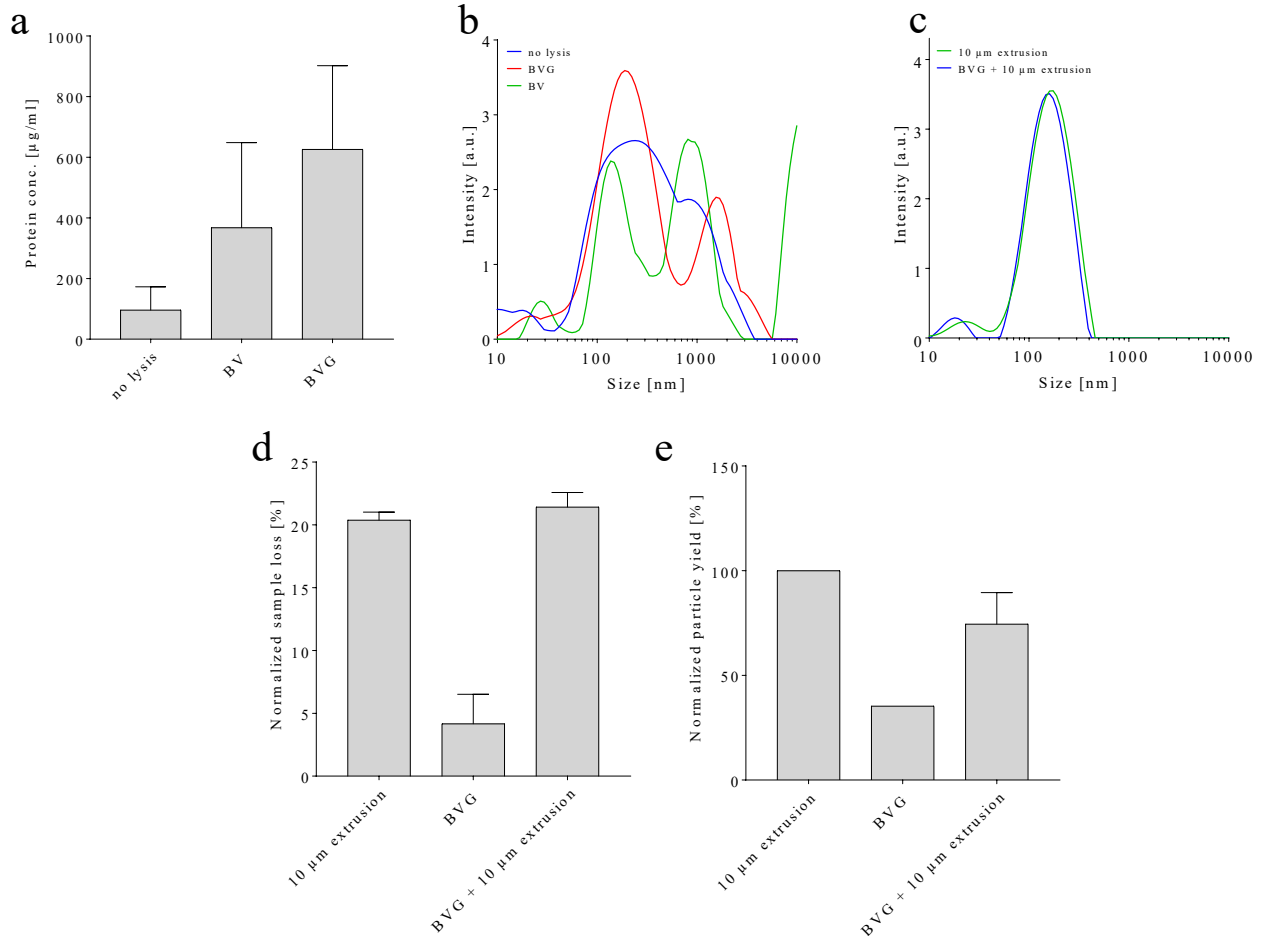 a
Protein conc. [µg/ml]
1000
800
600
400
200
0
no lysis
BV
BVG
b
Intensity [a.u.]
4
3
2
1
0
no lysis
BVG
BV
10
100
1000
10000
Size [nm]
c
Intensity [a.u.]
4
3
2
1
0
10 µm extrusion
BVG + 10 µm extrusion
10
100
1000
10000
Size [nm]
d
Normalized sample loss [%]
25
20
15
10
5
0
10 µm extrusion
BVG
BVG + 10 µm extrusion
e
Normalized particle yield [%]
150
100
50
0
10 µm extrusion
BVG
BVG + 10 µm extrusion